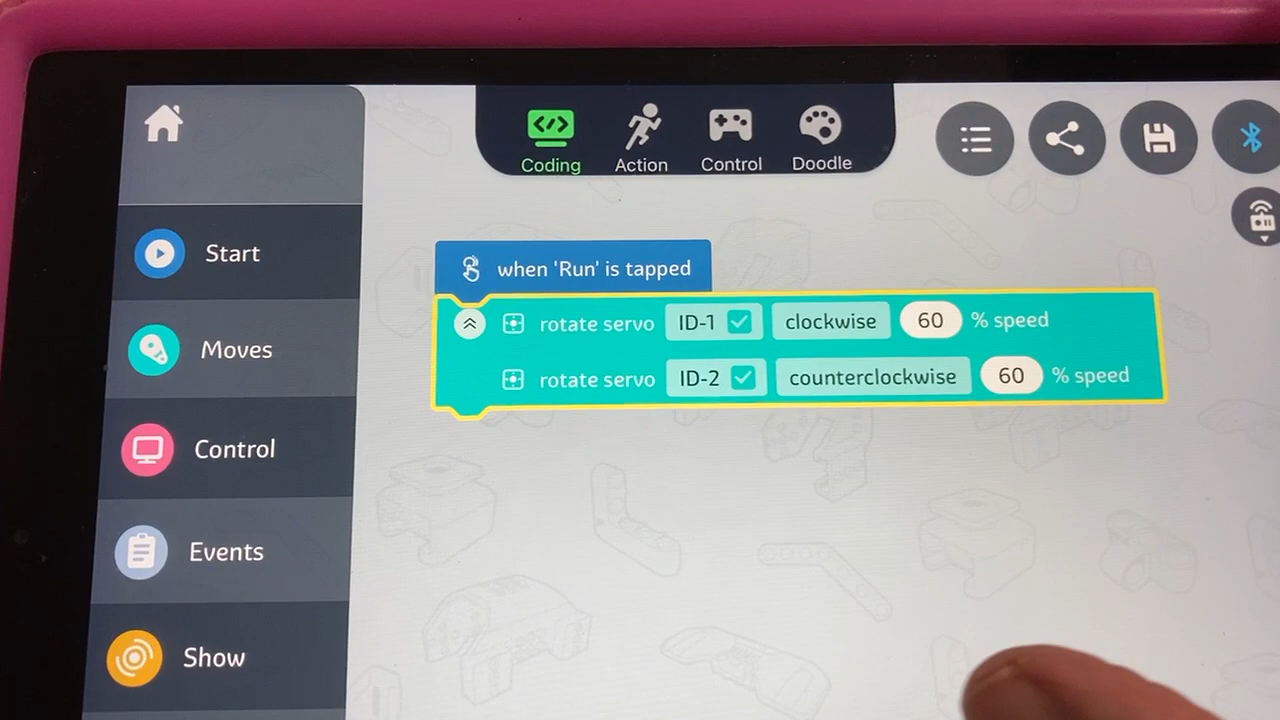 Coding
Action
Control
Doodle
Start
Moves
Control
Events
Show
when 'Run' is tapped
rotate servo ID-1 clockwise 60 % speed
rotate servo ID-2 counterclockwise 60 % speed